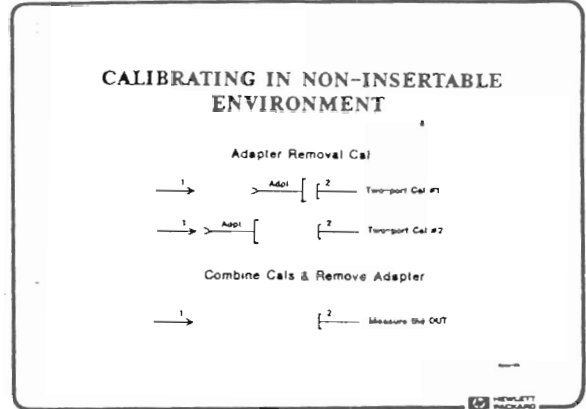 CALIBRATING IN NON-INSERTABLE
ENVIRONMENT
Adapter Removal Cal
1 Adpt 2 Two-port Cal #1
1 Adpt 2 Two-port Cal #2
Combine Cals & Remove Adapter
1 2 Measure the DUT
hp HEWLETT
PACKARD